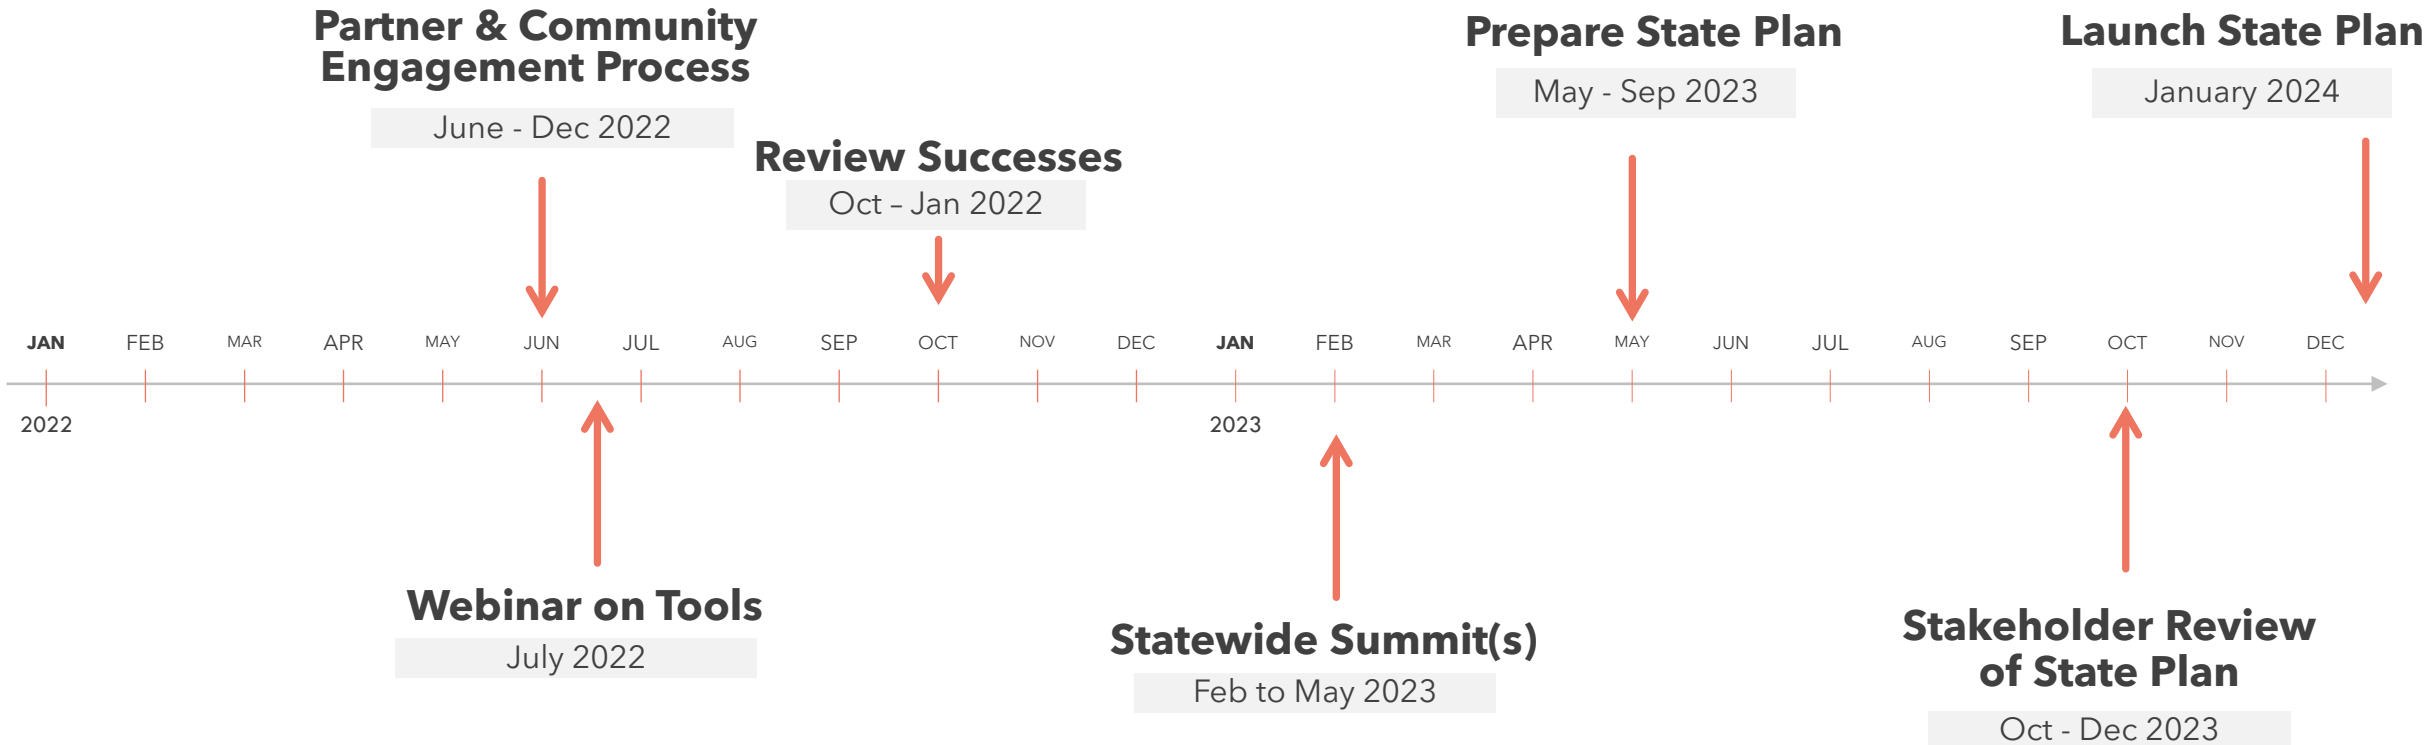 Partner & Community
Engagement Process
June - Dec 2022
Review Successes
Oct – Jan 2022
Prepare State Plan
May - Sep 2023
Launch State Plan
January 2024
JAN FEB MAR APR MAY JUN JUL AUG SEP OCT NOV DEC JAN FEB MAR APR MAY JUN JUL AUG SEP OCT NOV DEC
2022 2023
Webinar on Tools
July 2022
Statewide Summit(s)
Feb to May 2023
Stakeholder Review
of State Plan
Oct - Dec 2023